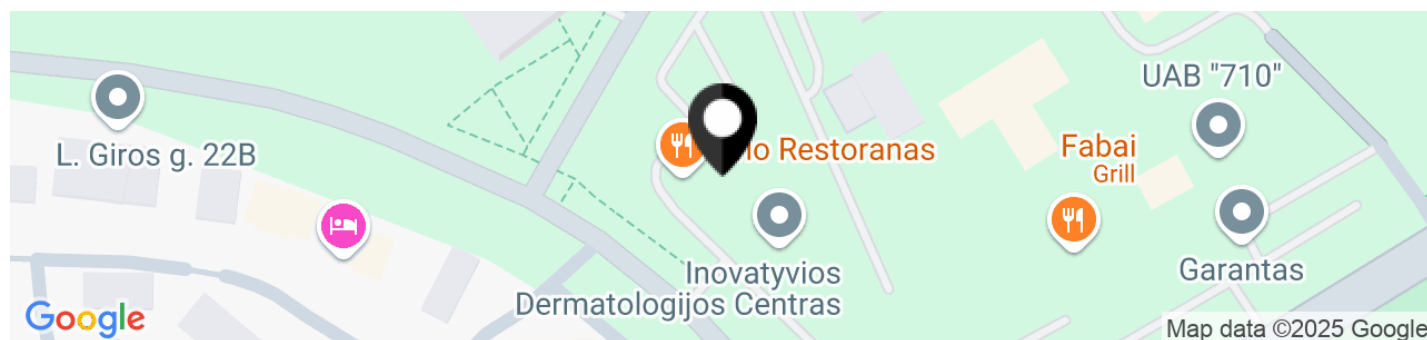 UAB "710"
L. Giros g. 22B
Restoranas
Fabai
Grill
Inovatyvios
Dermatologijos Centras
Garantas
Google
Map data ©2025 Google